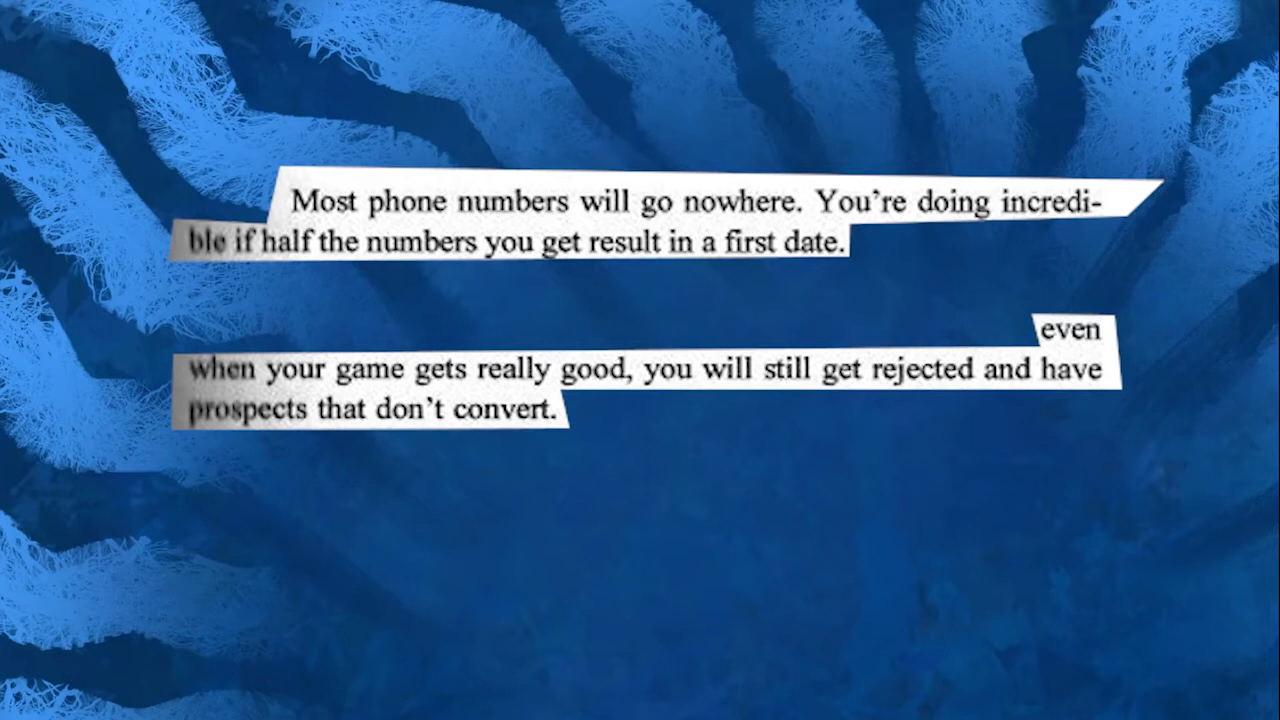 Most phone numbers will go nowhere. You're doing incredi-
ble if half the numbers you get result in a first date.
even
when your game gets really good, you will still get rejected and have
prospects that don't convert.